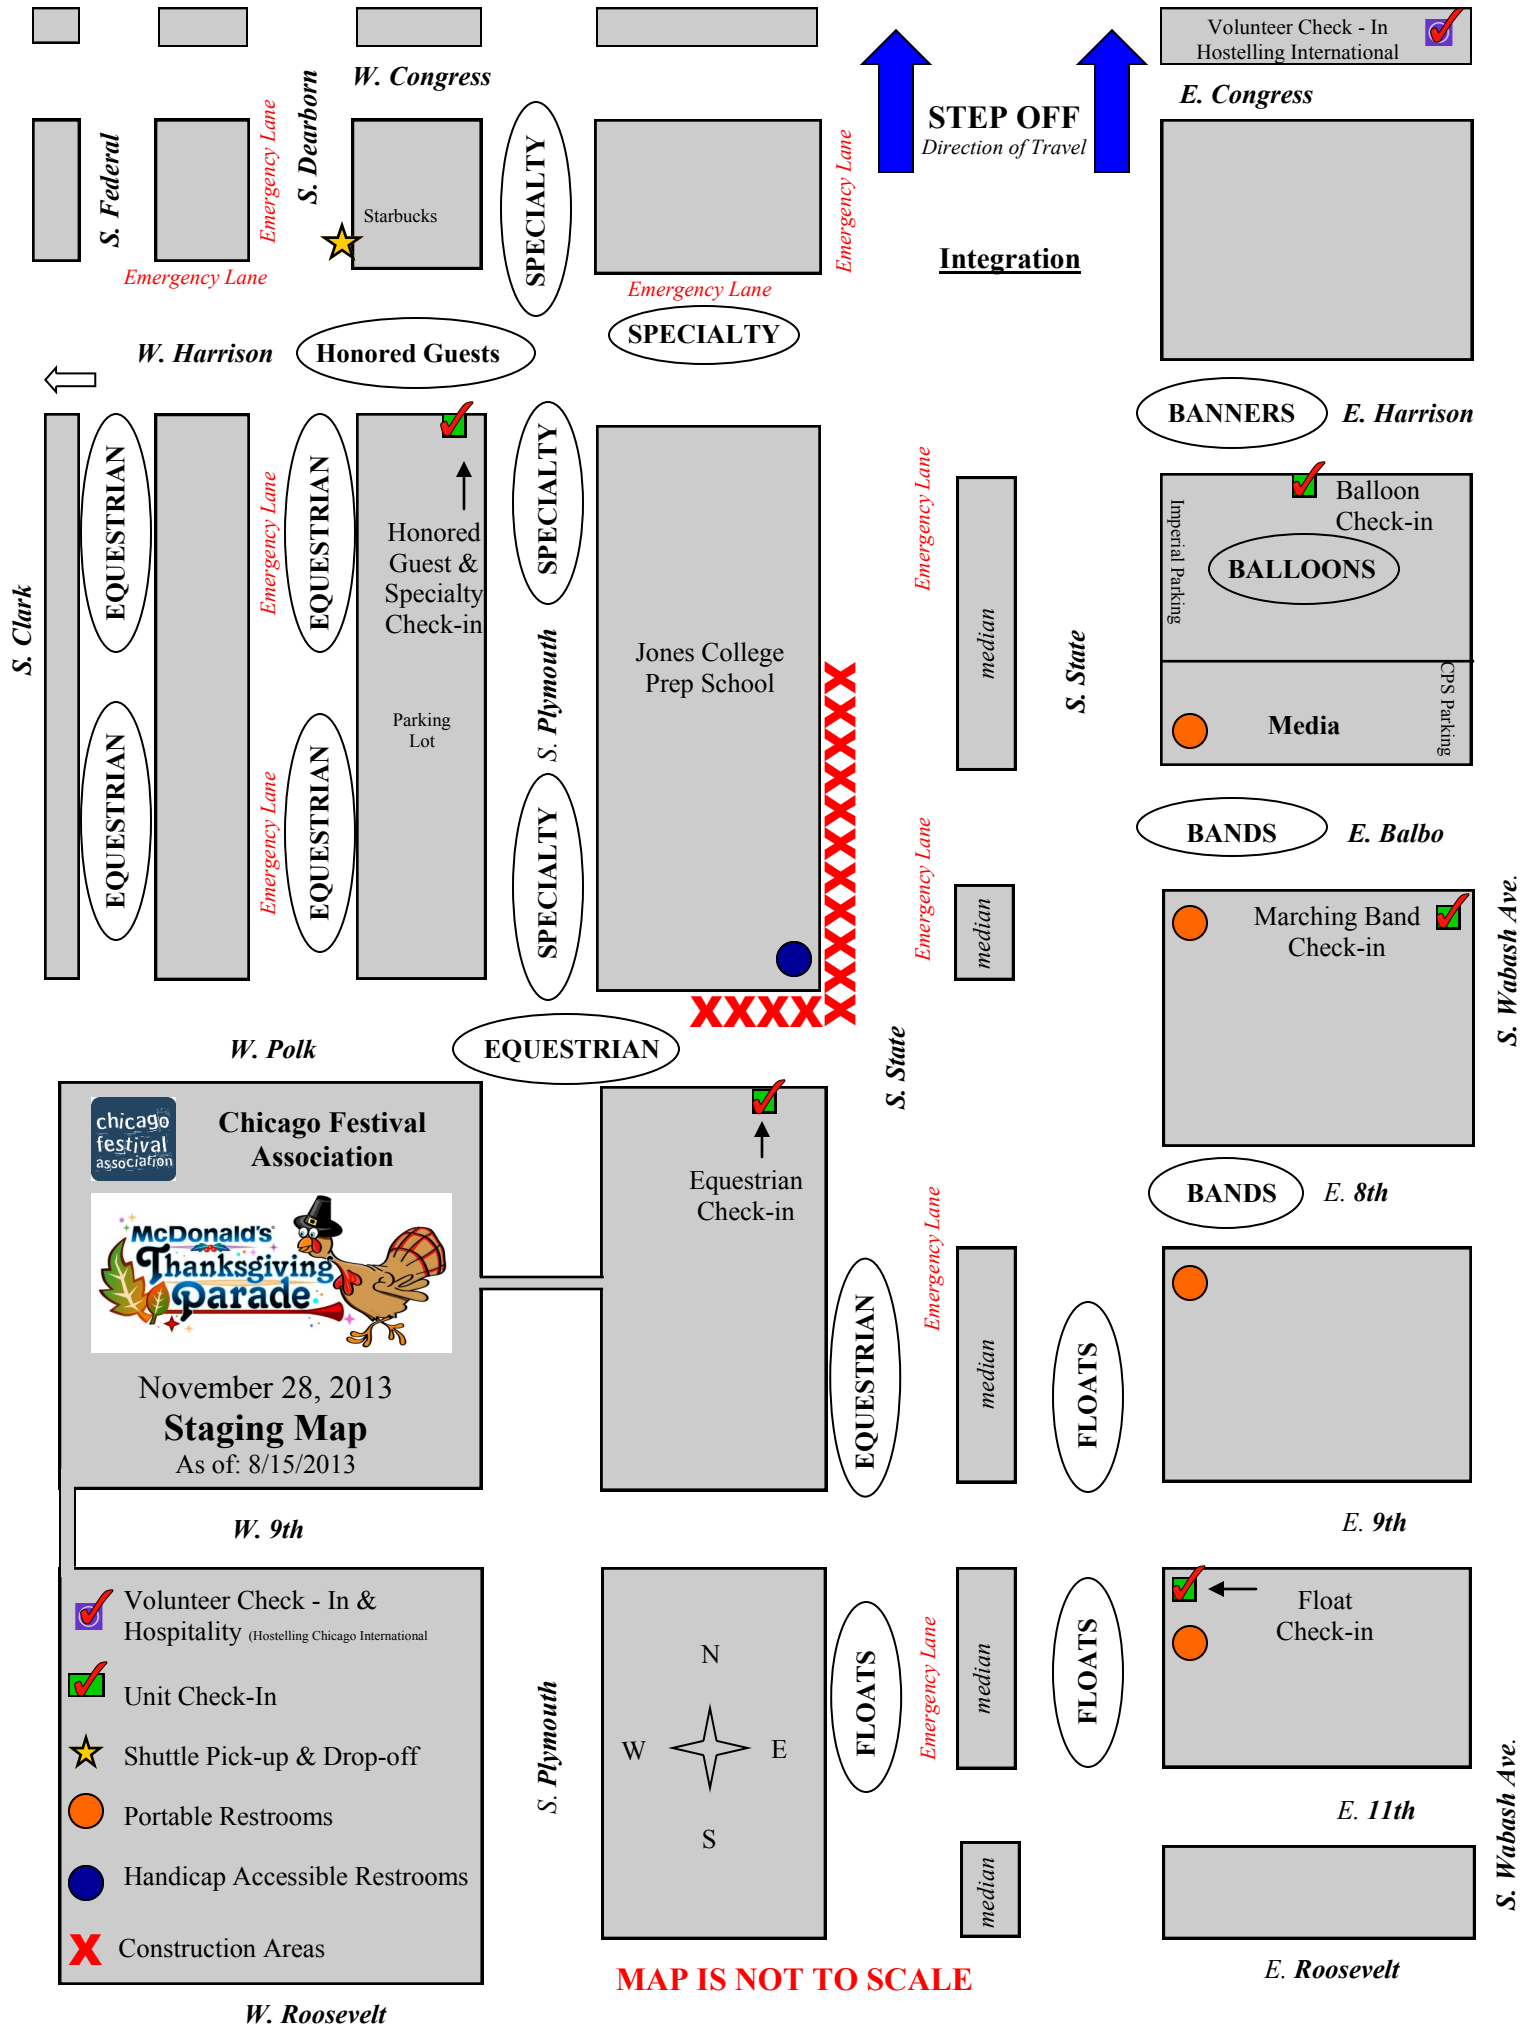 Volunteer Check - In
Hostelling International
W. Congress
E. Congress
STEP OFF
Direction of Travel
S. Federal
Emergency Lane
S. Dearborn
Starbucks
SPECIALTY
Emergency Lane
Integration
Emergency Lane
Emergency Lane
W. Harrison
Honored Guests
SPECIALTY
BANNERS
E. Harrison
S. Clark
EQUESTRIAN
Emergency Lane
EQUESTRIAN
Honored
Guest &
Specialty
Check-in
SPECIALTY
S. Plymouth
Jones College
Prep School
Emergency Lane
median
S. State
Imperial Parking
Balloon
Check-in
BALLOONS
CPS Parking
Media
EQUESTRIAN
Emergency Lane
EQUESTRIAN
Parking
Lot
SPECIALTY
Emergency Lane
median
BANDS
E. Balbo
Marching Band
Check-in
S. Wabash Ave.
W. Polk
EQUESTRIAN
S. State
chicago
festival
association
Chicago Festival
Association
McDonald's
Thanksgiving
Parade
November 28, 2013
Staging Map
As of: 8/15/2013
Equestrian
Check-in
EQUESTRIAN
Emergency Lane
median
FLOATS
BANDS
E. 8th
W. 9th
E. 9th
Volunteer Check - In &
Hospitality (Hostelling Chicago International
Unit Check-In
Shuttle Pick-up & Drop-off
Portable Restrooms
Handicap Accessible Restrooms
Construction Areas
S. Plymouth
N
W
E
S
FLOATS
Emergency Lane
median
FLOATS
Float
Check-in
E. 11th
S. Wabash Ave.
median
MAP IS NOT TO SCALE
E. Roosevelt
W. Roosevelt